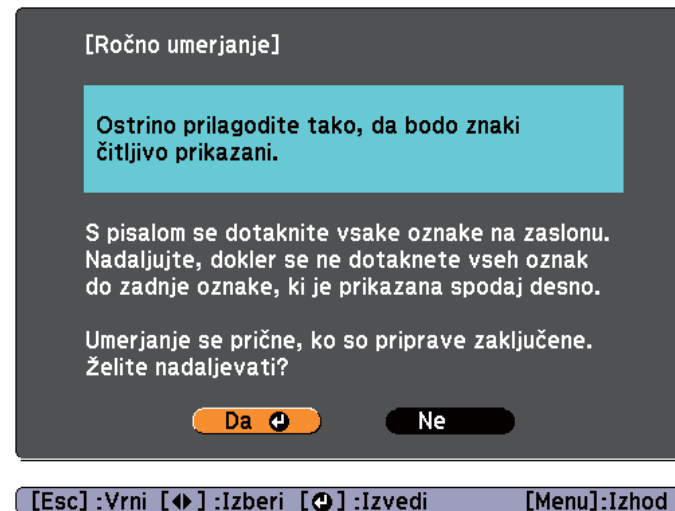 [Ročno umerjanje]
Ostrino prilagodite tako, da bodo znaki
čitljivo prikazani.
S pisalom se dotaknite vsake oznake na zaslonu.
Nadaljujte, dokler se ne dotaknete vseh oznak
do zadnje oznake, ki je prikazana spodaj desno.
Umerjanje se prične, ko so priprave zaključene.
Želite nadaljevati?
Da Ne
[Esc] :Vrni [◆] :Izberi [⏎] :Izvedi [Menu]:Izhod